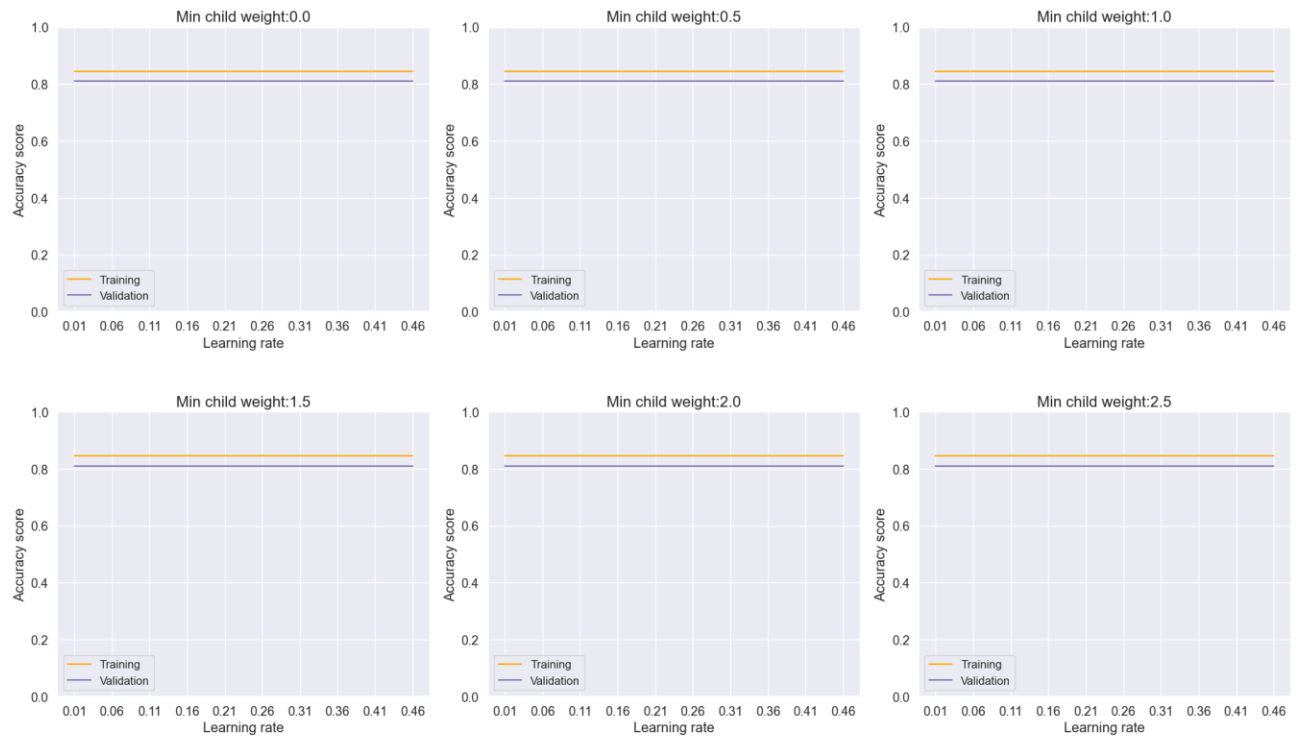 Min child weight:0.0
1.0
0.8
0.6
0.4
0.2
0.0
Accuracy score
Training
Validation
0.01 0.06 0.11 0.16 0.21 0.26 0.31 0.36 0.41 0.46
Learning rate
Min child weight:0.5
1.0
0.8
0.6
0.4
0.2
0.0
Accuracy score
Training
Validation
0.01 0.06 0.11 0.16 0.21 0.26 0.31 0.36 0.41 0.46
Learning rate
Min child weight:1.0
1.0
0.8
0.6
0.4
0.2
0.0
Accuracy score
Training
Validation
0.01 0.06 0.11 0.16 0.21 0.26 0.31 0.36 0.41 0.46
Learning rate
Min child weight:1.5
1.0
0.8
0.6
0.4
0.2
0.0
Accuracy score
Training
Validation
0.01 0.06 0.11 0.16 0.21 0.26 0.31 0.36 0.41 0.46
Learning rate
Min child weight:2.0
1.0
0.8
0.6
0.4
0.2
0.0
Accuracy score
Training
Validation
0.01 0.06 0.11 0.16 0.21 0.26 0.31 0.36 0.41 0.46
Learning rate
Min child weight:2.5
1.0
0.8
0.6
0.4
0.2
0.0
Accuracy score
Training
Validation
0.01 0.06 0.11 0.16 0.21 0.26 0.31 0.36 0.41 0.46
Learning rate